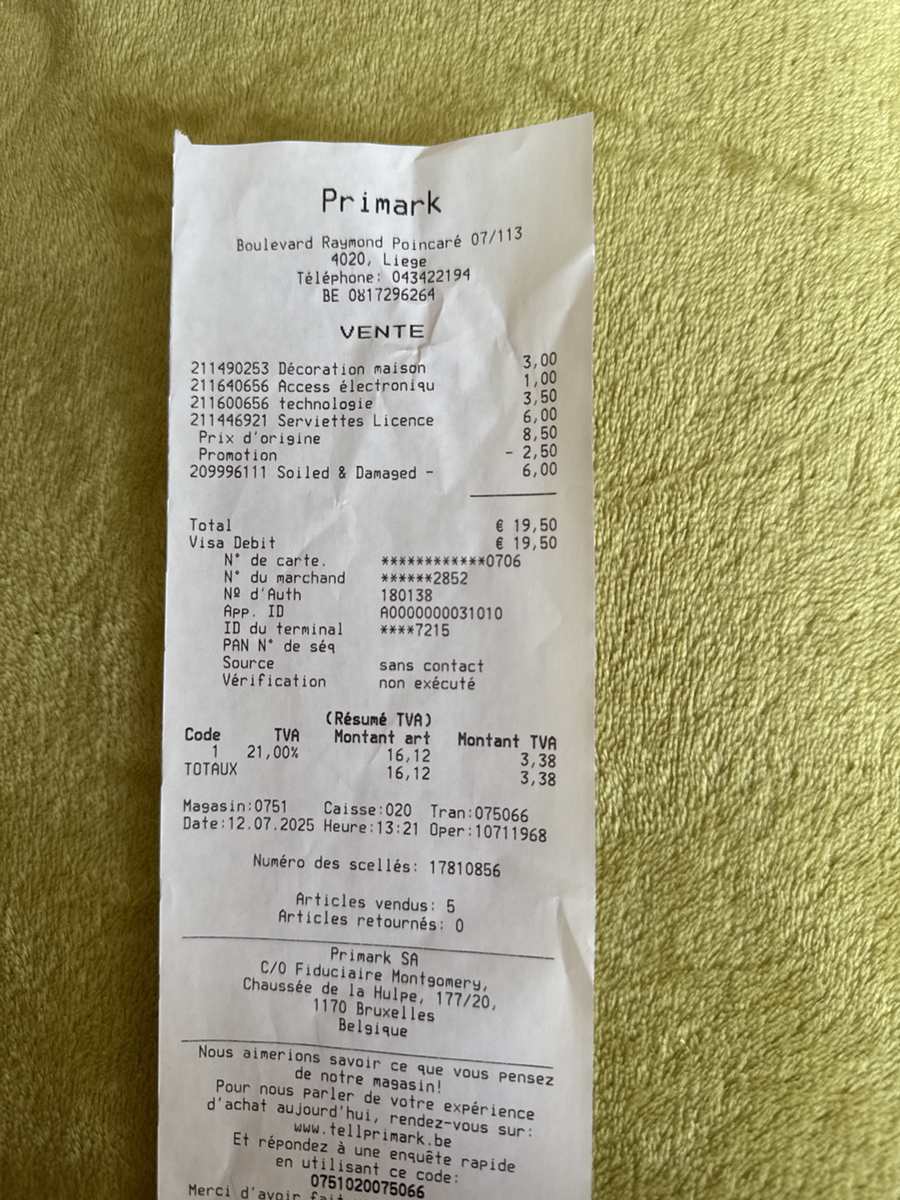 Primark
Boulevard Raymond Poincaré 07/113
4020, Liege
Téléphone: 043422194
BE 0817296264
VENTE
211490253 Décoration maison 3,00
211640656 Access électroniqu 1,00
211600656 technologie 3,50
211446921 Serviettes Licence 6,00
Prix d'origine 8,50
Promotion - 2,50
209996111 Soiled & Damaged - 6,00
Total € 19,50
Visa Debit € 19,50
N° de carte. ************0706
N° du marchand ******2852
Nº d'Auth 180138
App. ID A0000000031010
ID du terminal ****7215
PAN N° de séq
Source sans contact
Vérification non exécuté
(Résumé TVA)
Code TVA Montant art Montant TVA
1 21,00% 16,12 3,38
TOTAUX 16,12 3,38
Magasin:0751 Caisse:020 Tran:075066
Date:12.07.2025 Heure:13:21 Oper:10711968
Numéro des scellés: 17810856
Articles vendus: 5
Articles retournés: 0
Primark SA
C/O Fiduciaire Montgomery,
Chaussée de la Hulpe, 177/20,
1170 Bruxelles
Belgique
Nous aimerions savoir ce que vous pensez
de notre magasin!
Pour nous parler de votre expérience
d'achat aujourd'hui, rendez-vous sur:
www.tellprimark.be
Et répondez à une enquête rapide
en utilisant ce code:
0751020075066
Merci d'avoir